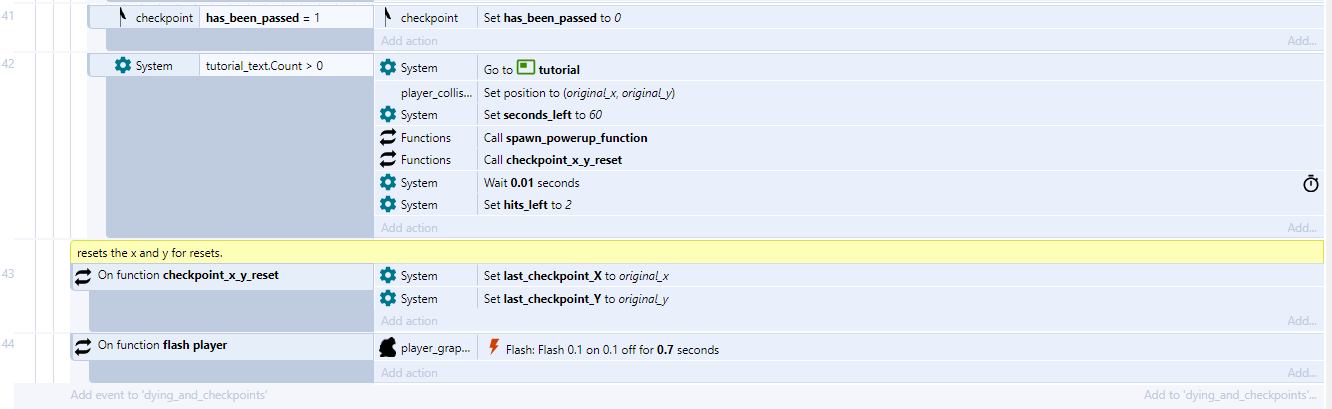 41 checkpoint has_been_passed = 1 checkpoint Set has_been_passed to 0
Add action Add...
42 System tutorial_text.Count > 0 System Go to tutorial
player_collis... Set position to (original_x, original_y)
System Set seconds_left to 60
Functions Call spawn_powerup_function
Functions Call checkpoint_x_y_reset
System Wait 0.01 seconds
System Set hits_left to 2
Add action Add...
resets the x and y for resets.
43 On function checkpoint_x_y_reset System Set last_checkpoint_X to original_x
System Set last_checkpoint_Y to original_y
Add action Add...
44 On function flash player player_grap... Flash: Flash 0.1 on 0.1 off for 0.7 seconds
Add action Add...
Add event to 'dying_and_checkpoints' Add to 'dying_and_checkpoints'...